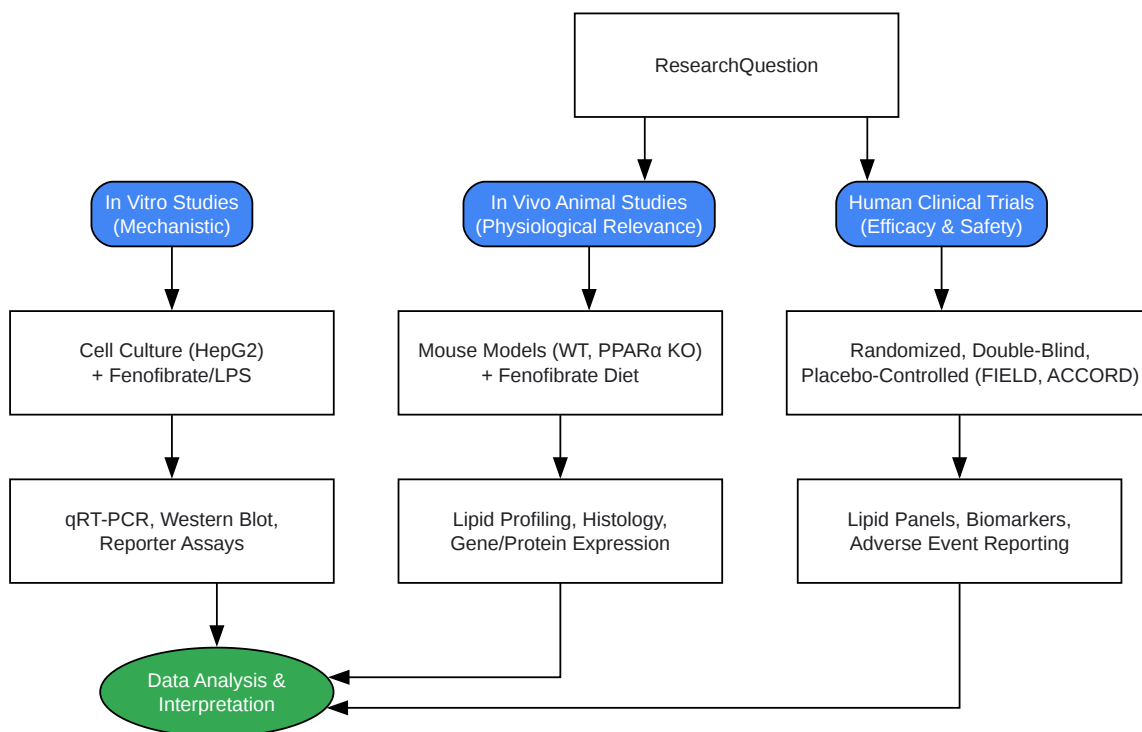 ResearchQuestion
In Vitro Studies
(Mechanistic)
In Vivo Animal Studies
(Physiological Relevance)
Human Clinical Trials
(Efficacy & Safety)
Cell Culture (HepG2)
+ Fenofibrate/LPS
Mouse Models (WT, PPARα KO)
+ Fenofibrate Diet
Randomized, Double-Blind,
Placebo-Controlled (FIELD, ACCORD)
qRT-PCR, Western Blot,
Reporter Assays
Lipid Profiling, Histology,
Gene/Protein Expression
Lipid Panels, Biomarkers,
Adverse Event Reporting
Data Analysis &
Interpretation